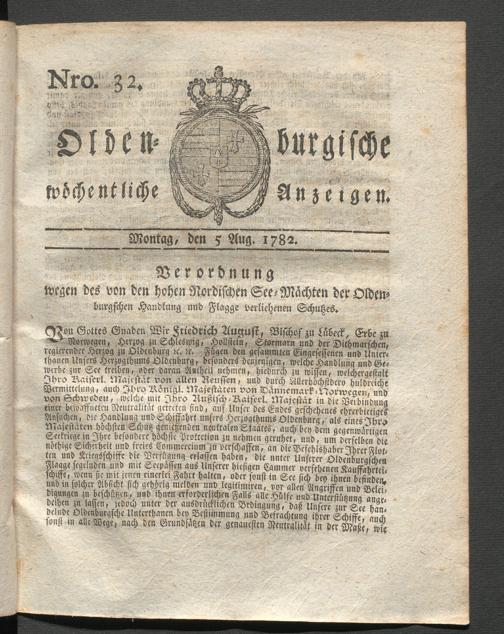 Nro. 32.
Olden- burgische
wöchentliche Anzeigen.
Montag, den 5 Aug. 1782.
Verordnung
wegen des von den hohen Nordischen See-Mächten der Olden-
burgschen Handlung und Flagge verliehenen Schutzes.
Von Gottes Gnaden Wir Friedrich August, Bischof zu Lübeck, Erbe zu
Norwegen, Herzog zu Schleswig, Hollstein, Stormarn und der Dithmarschen,
regierender Herzog zu Oldenburg ꝛc. ꝛc. Fügen den gesammten Eingesessenen und Unter-
thanen Unsers Herzogthums Oldenburg, besonders derjenigen, welche Handlung und Ge-
werbe zur See treiben, oder daran Antheil nehmen, hiedurch zu wissen, welchergestalt
Ihro Kaiserl. Majestät von allen Reussen, und durch Allerhöchstdero huldreiche
Vermittelung, auch Ihro Königl. Majestäten von Dännemark-Norwegen, und
von Schweden, welche mit Ihro Rußisch-Kaiserl. Majestät in die Verbindung
einer bewaffneten Neutralität getreten sind, auf Unser des Endes geschehenes ehrerbietiges
Ansuchen, die Schiffahrt unsers Herzogthums Oldenburg, als eines Ihro
Majestäten höchsten Schutz geniessenden neutralen Staates, auch bey dem gegenwärtigen
Seekriege in Ihre besondere höchste Protection zu nehmen geruhet, und, um derselben die
nöthige Sicherheit und freies Commercium zu verschaffen, an die Befehlshaber Ihrer Flot-
ten und Kriegsschiffe die Verfügung erlassen haben, die unter Unserer Oldenburgischen
Flagge segelnden und mit Seepässen aus Unserer hiesigen Cammer versehenen Kauffahrtei-
schiffe, wenn sie mit jenen einerlei Fahrt halten, oder sonst in See sich bey ihnen befinden,
und in solcher Absicht sich gehörig melden und legitimiren, vor allen Angriffen und Belei-
digungen zu beschützen, und ihnen erforderlichen Falls alle Hülfe und Unterstützung ange-
deihen zu lassen, jedoch unter der ausdrücklichen Bedingung, daß Unsere zur See han-
delnde Oldenburgsche Unterthanen bey Bestimmung und Befrachtung ihrer Schiffe, auch
sonst in alle Wege, nach den Grundsätzen der genauesten Neutralität in der Maße, wie